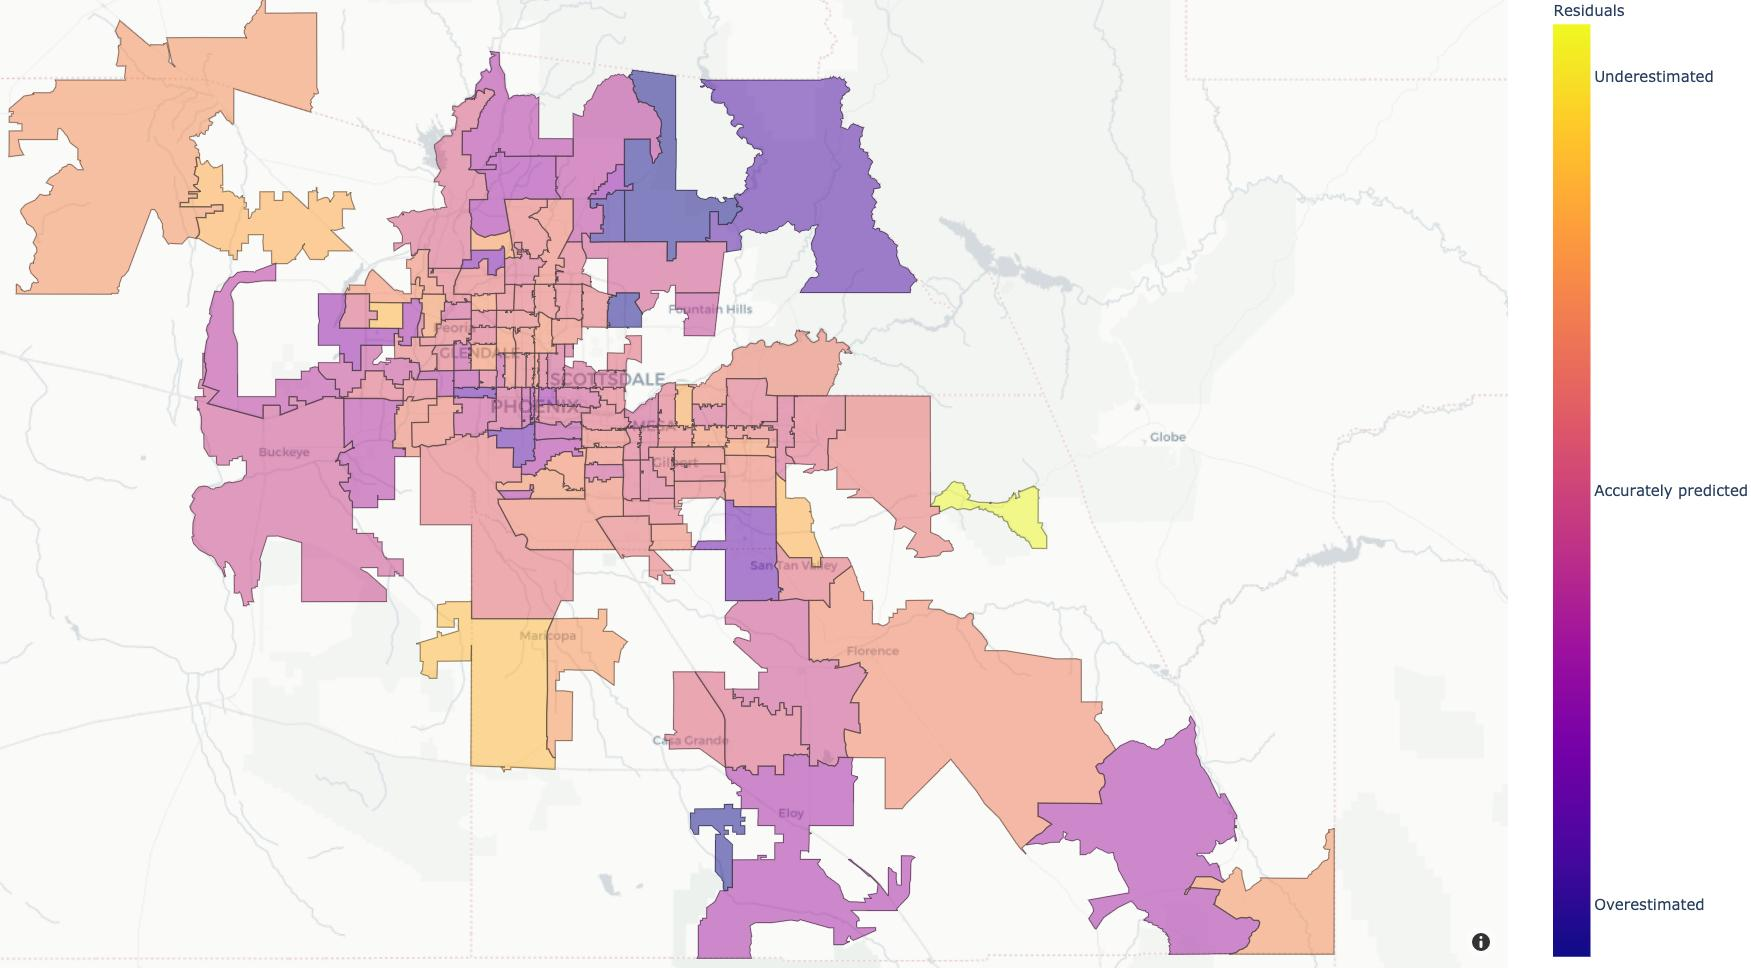 Residuals
Underestimated
Fountain Hills
Peoria
GLENDALE
SCOTTSDALE
PHOENIX
MESA
Globe
Buckeye
Gilbert
Accurately predicted
San Tan Valley
Maricopa
Florence
Casa Grande
Eloy
Overestimated
i